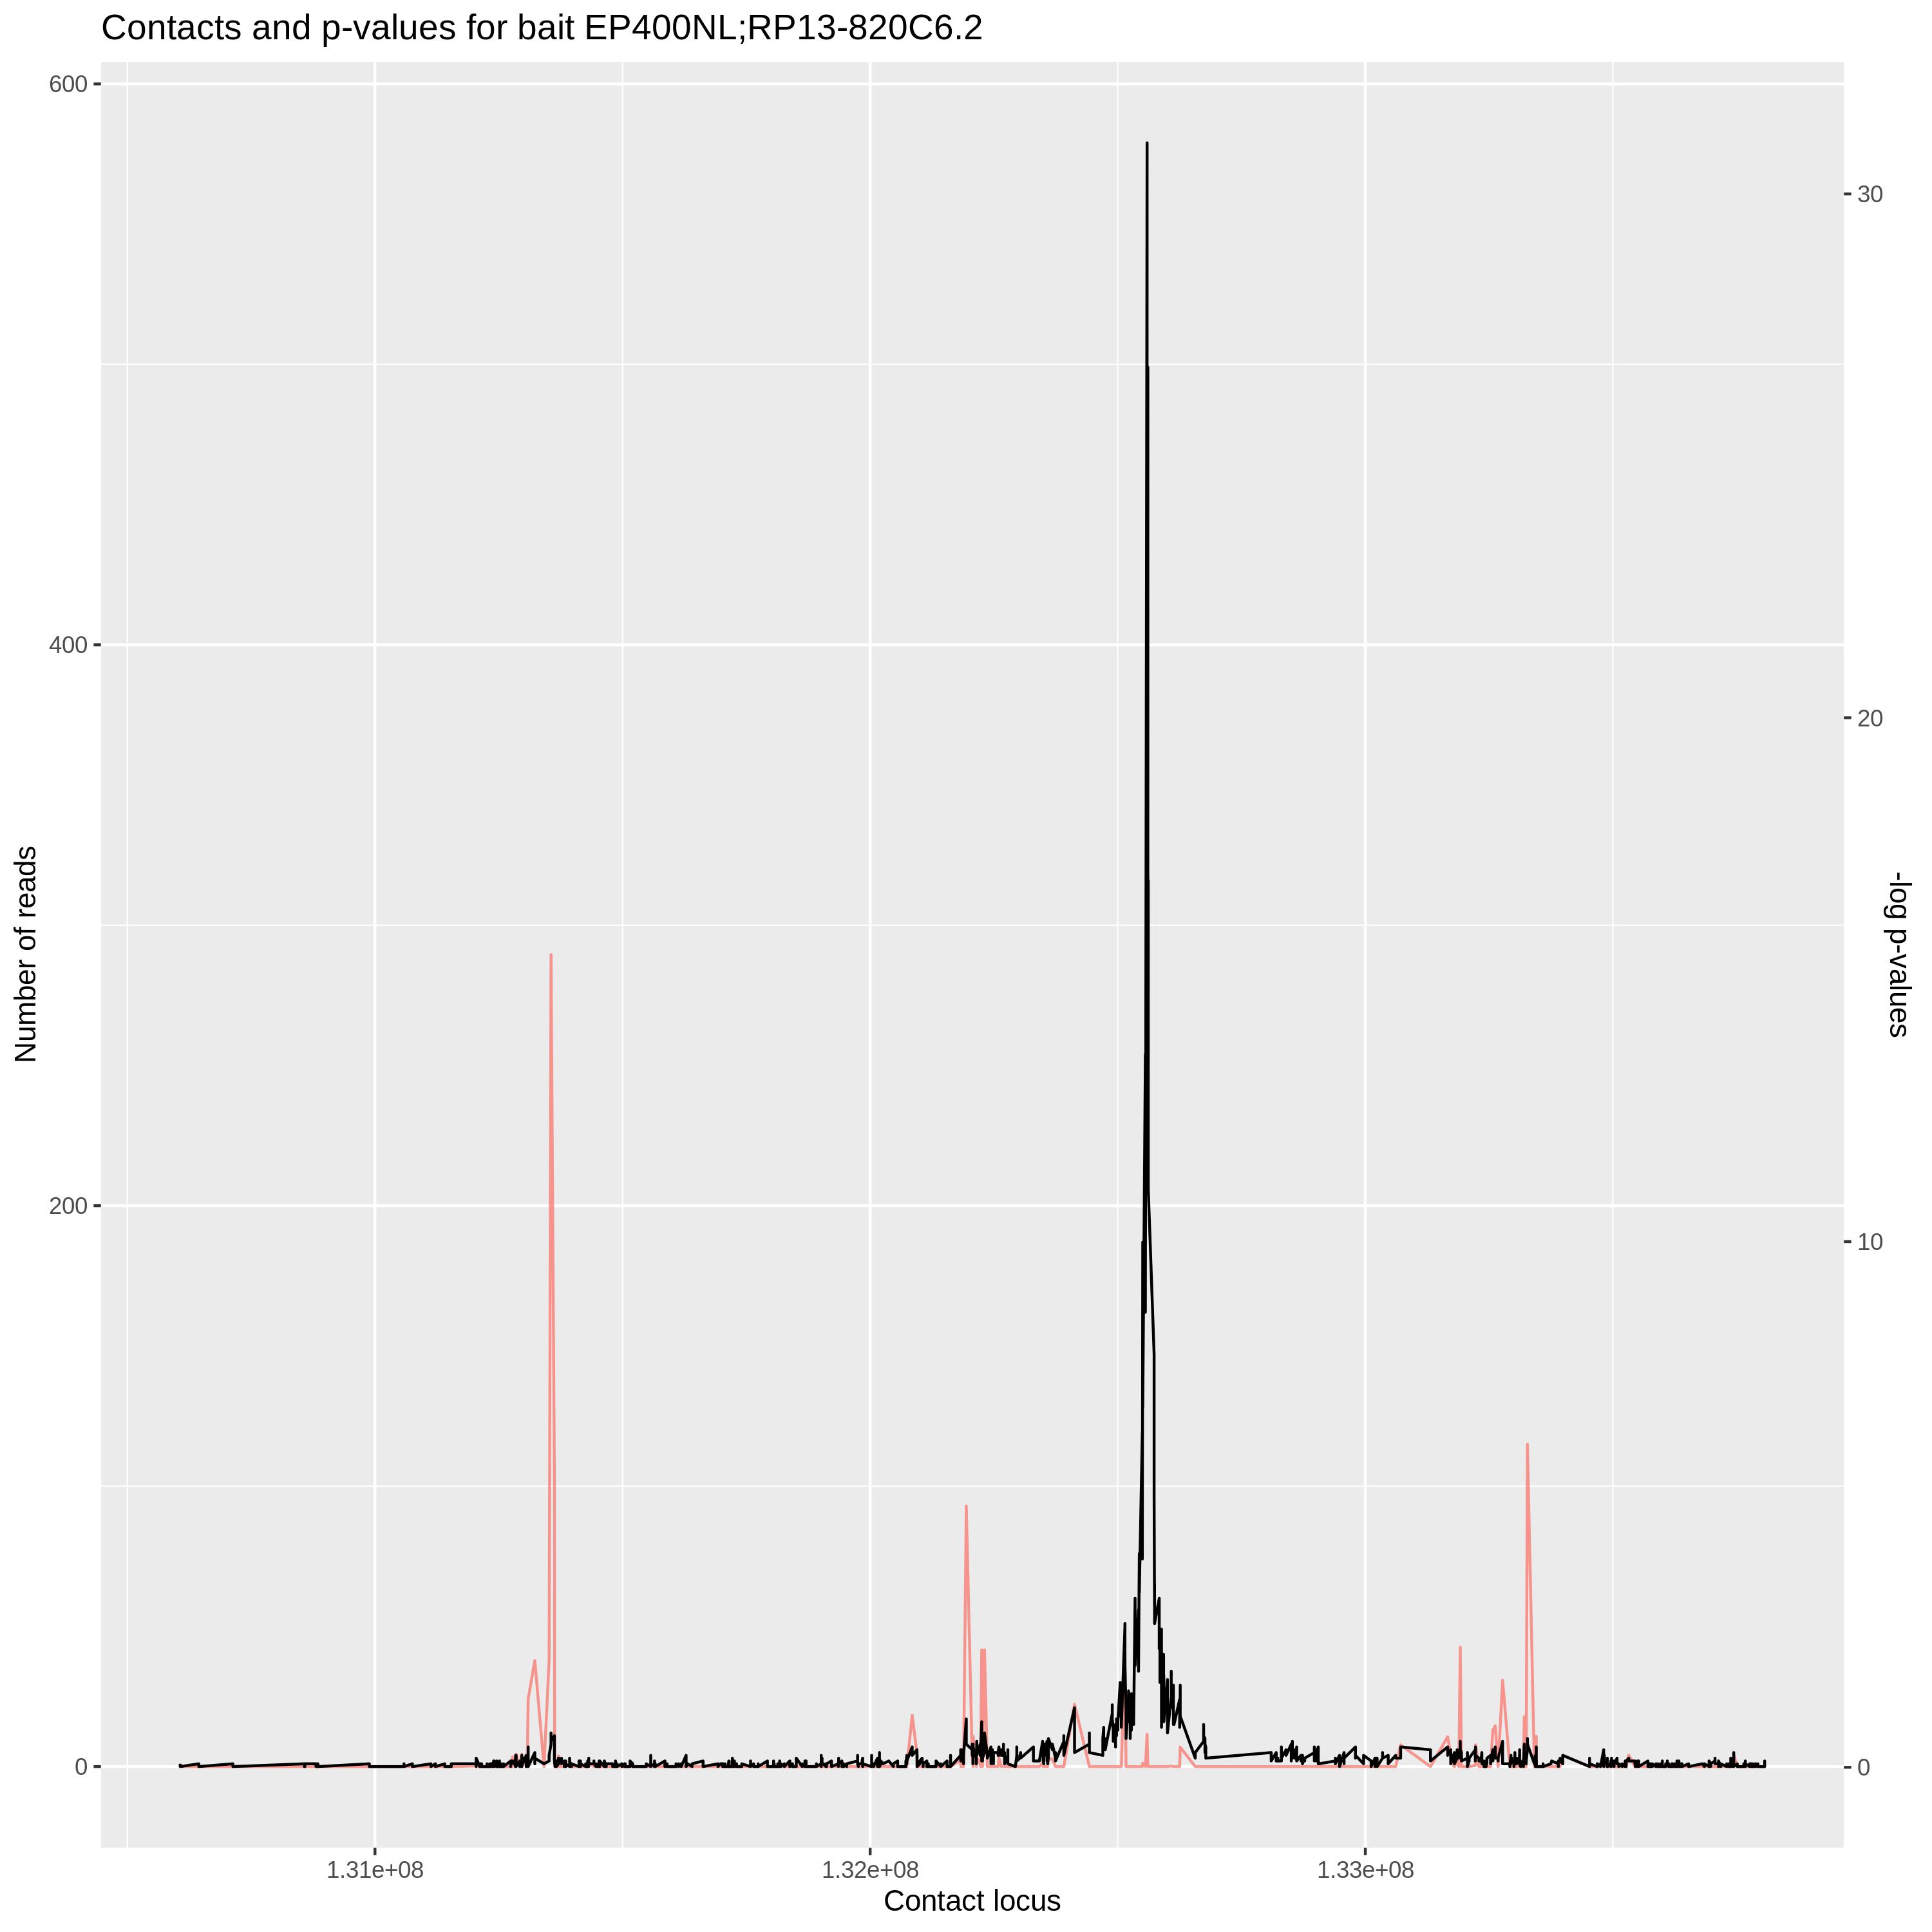 Contacts and p-values for bait EP400NL;RP13-820C6.2
600
400
200
0
Number of reads
30
20
10
0
-log p-values
1.31e+08
1.32e+08
1.33e+08
Contact locus